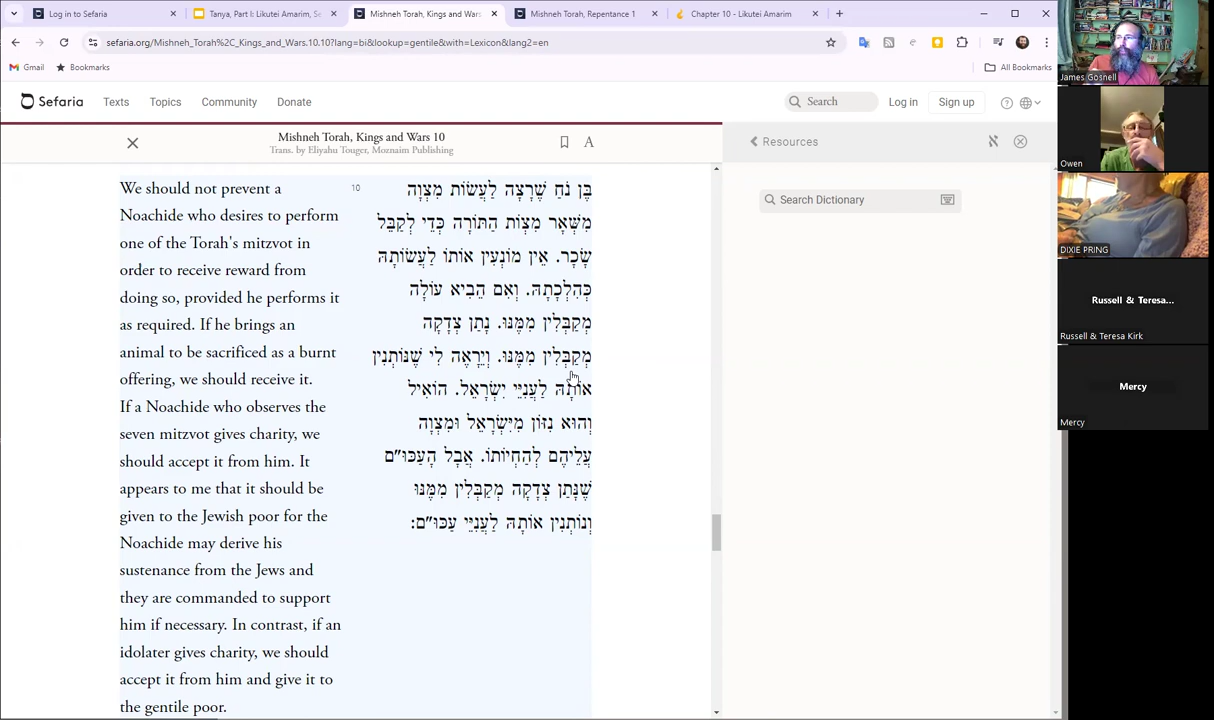 Log in to Sefaria
Tanya, Part I: Likutei Amarim, Se
Mishneh Torah, Kings and Wars
Mishneh Torah, Repentance 1
Chapter 10 - Likutei Amarim
sefaria.org/Mishneh_Torah%2C_Kings_and_Wars.10.10?lang=bi&lookup=gentile&with=Lexicon&lang2=en
Gmail
Bookmarks
All Bookmarks
Sefaria
Texts
Topics
Community
Donate
Search
Log in
Sign up
Mishneh Torah, Kings and Wars 10
Trans. by Eliyahu Touger, Moznaim Publishing
A
Resources
Search Dictionary
We should not prevent a
Noachide who desires to perform
one of the Torah's mitzvot in
order to receive reward from
doing so, provided he performs it
as required. If he brings an
animal to be sacrificed as a burnt
offering, we should receive it.
If a Noachide who observes the
seven mitzvot gives charity, we
should accept it from him. It
appears to me that it should be
given to the Jewish poor for the
Noachide may derive his
sustenance from the Jews and
they are commanded to support
him if necessary. In contrast, if an
idolater gives charity, we should
accept it from him and give it to
the gentile poor.
10
בֶּן נֹחַ שֶׁרָצָה לַעֲשׂוֹת מִצְוָה
מִשְּׁאָר מִצְוֹת הַתּוֹרָה כְּדֵי לְקַבֵּל
שָׂכָר. אֵין מוֹנְעִין אוֹתוֹ לַעֲשׂוֹתָהּ
כְּהִלְכָתָהּ. וְאִם הֵבִיא עוֹלָה
מְקַבְּלִין מִמֶּנּוּ. נָתַן צְדָקָה
מְקַבְּלִין מִמֶּנּוּ. וְיֵרָאֶה לִי שֶׁנּוֹתְנִין
אוֹתָהּ לַעֲנִיֵּי יִשְׂרָאֵל. הוֹאִיל
וְהוּא נִזּוֹן מִיִּשְׂרָאֵל וּמִצְוָה
עֲלֵיהֶם לְהַחְיוֹתוֹ. אֲבָל הָעַכּוּ"ם
שֶׁנָּתַן צְדָקָה מְקַבְּלִין מִמֶּנּוּ
וְנוֹתְנִין אוֹתָהּ לַעֲנִיֵּי עַכּוּ"ם:
James Gosnell
Owen
DIXIE PRING
Russell & Teresa...
Russell & Teresa Kirk
Mercy
Mercy